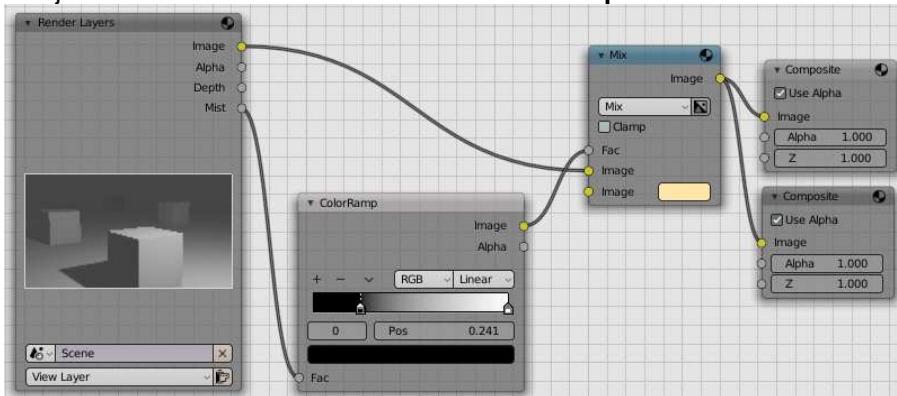 Render Layers
Image
Alpha
Depth
Mist
Scene
View Layer
ColorRamp
Image
Alpha
+ −
RGB
Linear
0
Pos 0.241
Fac
Mix
Image
Mix
Clamp
Fac
Image
Image
Composite
Use Alpha
Image
Alpha 1.000
Z 1.000
Composite
Use Alpha
Image
Alpha 1.000
Z 1.000